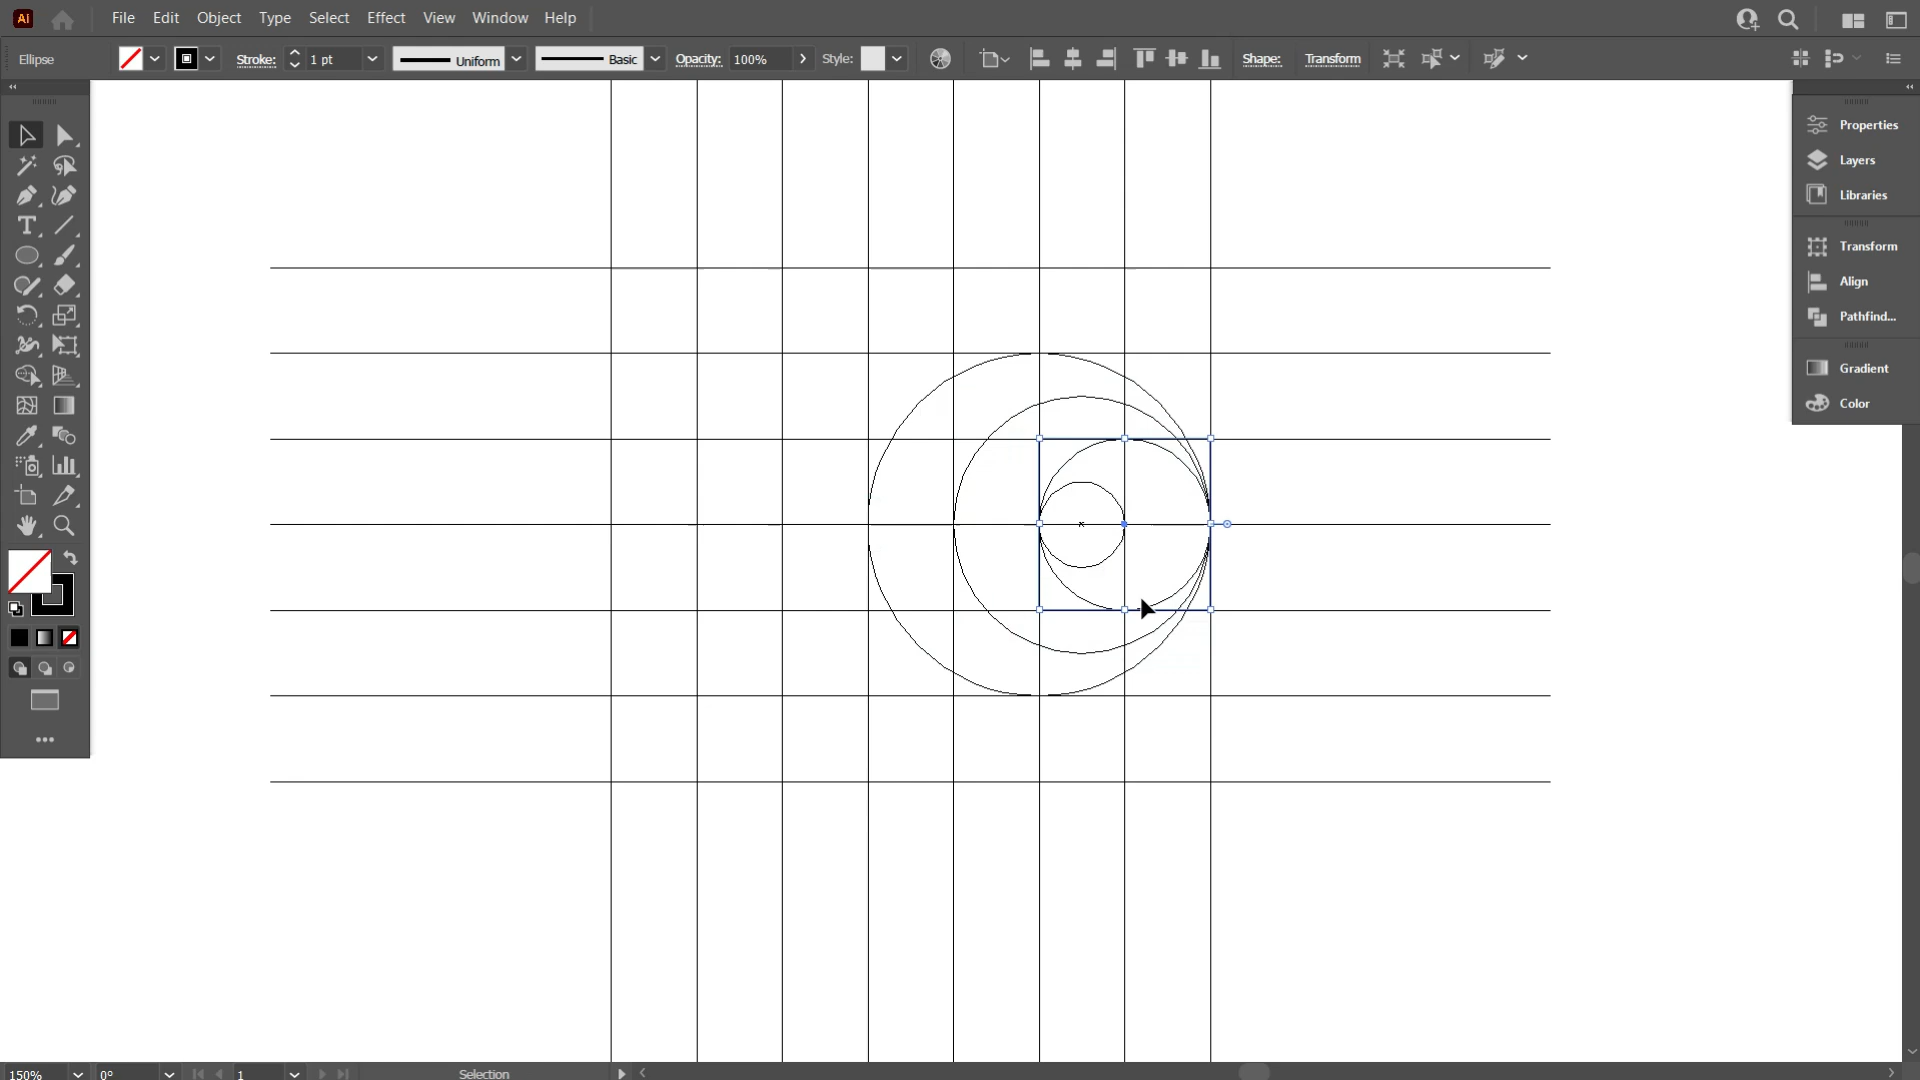 Ai File Edit Object Type Select Effect View Window Help
Ellipse Stroke: 1 pt Uniform Basic Opacity: 100% Style: Shape: Transform
Properties
Layers
Libraries
Transform
Align
Pathfind...
Gradient
Color
150% 0° 1 Selection